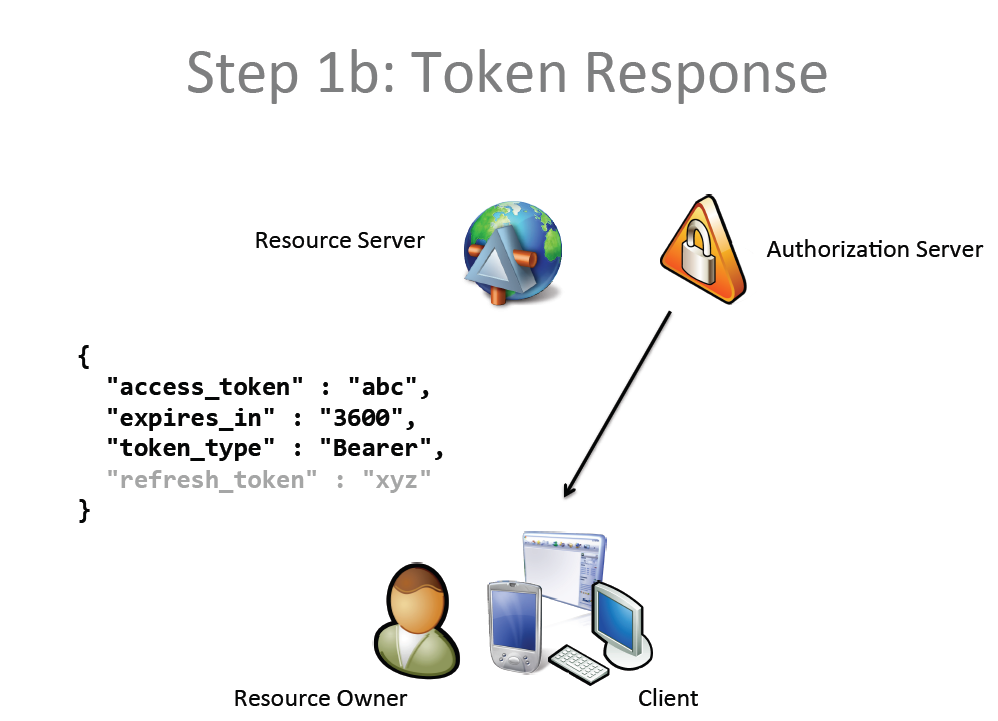 Step 1b: Token Response
Resource Server
Authorization Server
{
"access_token" : "abc",
"expires_in" : "3600",
"token_type" : "Bearer",
"refresh_token" : "xyz"
}
Resource Owner
Client